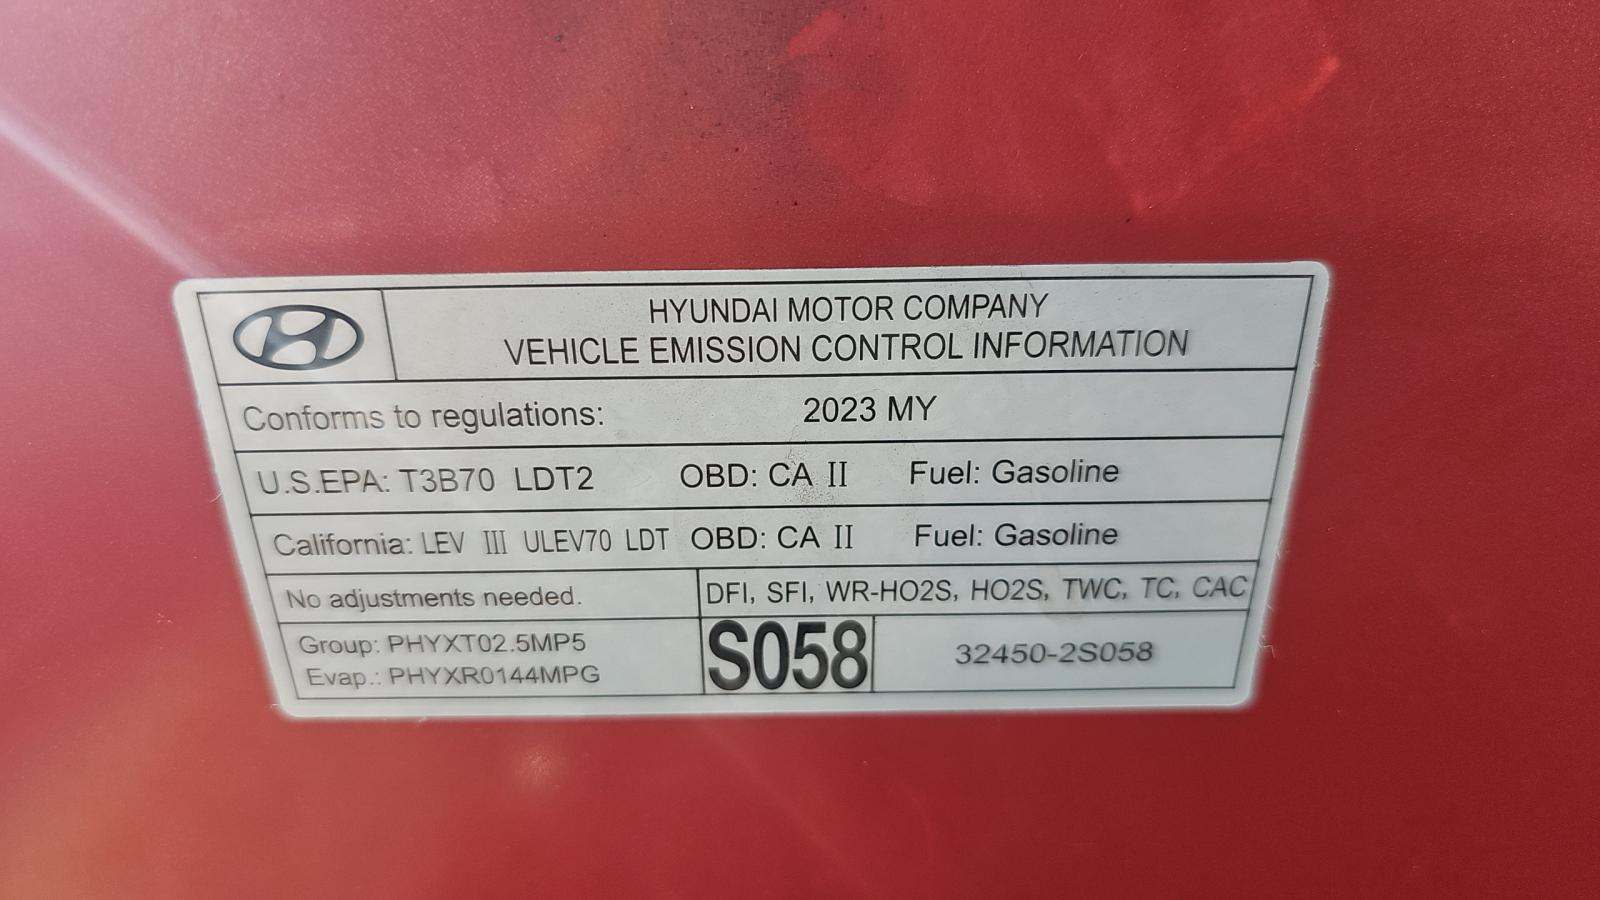 HYUNDAI MOTOR COMPANY
VEHICLE EMISSION CONTROL INFORMATION
Conforms to regulations: 2023 MY
U.S.EPA: T3B70 LDT2 OBD: CA II Fuel: Gasoline
California: LEV III ULEV70 LDT OBD: CA II Fuel: Gasoline
No adjustments needed. DFI, SFI, WR-HO2S, HO2S, TWC, TC, CAC
Group: PHYXT02.5MP5
Evap.: PHYXR0144MPG
S058 32450-2S058